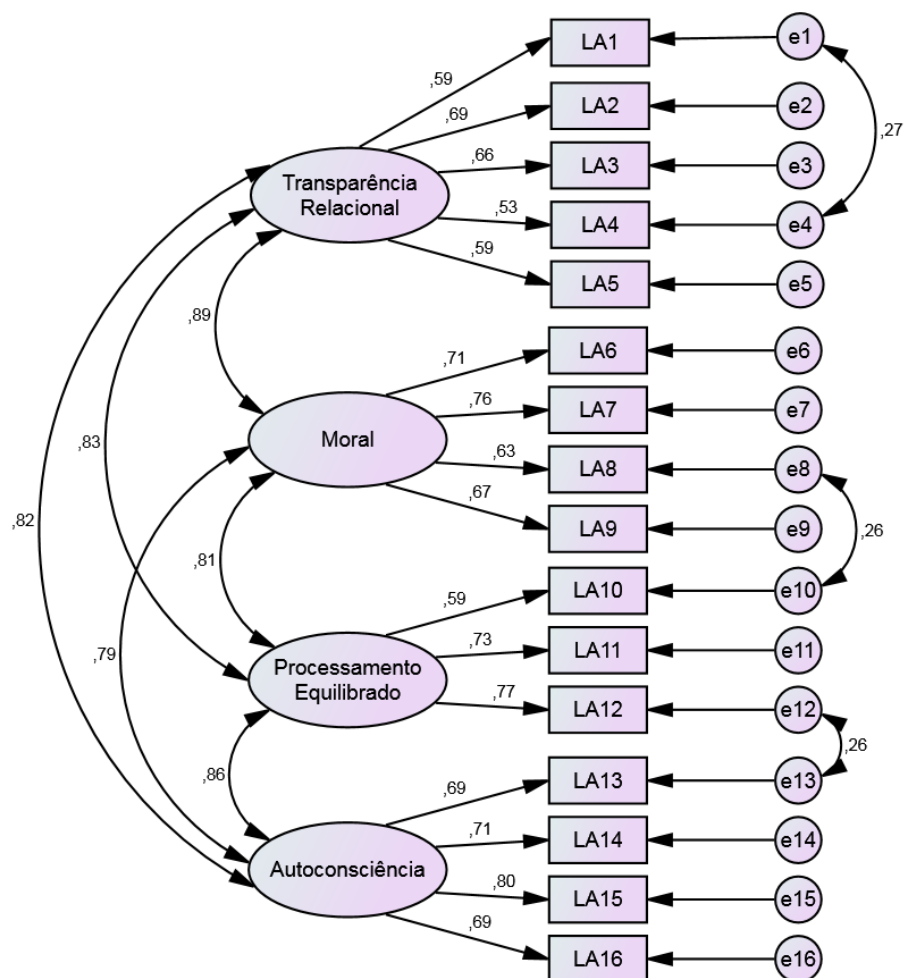 LA1
e1
,59
LA2
e2
,69
,27
LA3
e3
,66
Transparência
Relacional
LA4
e4
,53
LA5
e5
,59
,89
LA6
e6
,71
LA7
e7
,76
Moral
,83
LA8
e8
,63
LA9
e9
,67
,26
,82
,81
LA10
e10
,59
,79
LA11
e11
,73
Processamento
Equilibrado
LA12
e12
,77
,26
,86
LA13
e13
,69
LA14
e14
,71
Autoconsciência
LA15
e15
,80
LA16
e16
,69